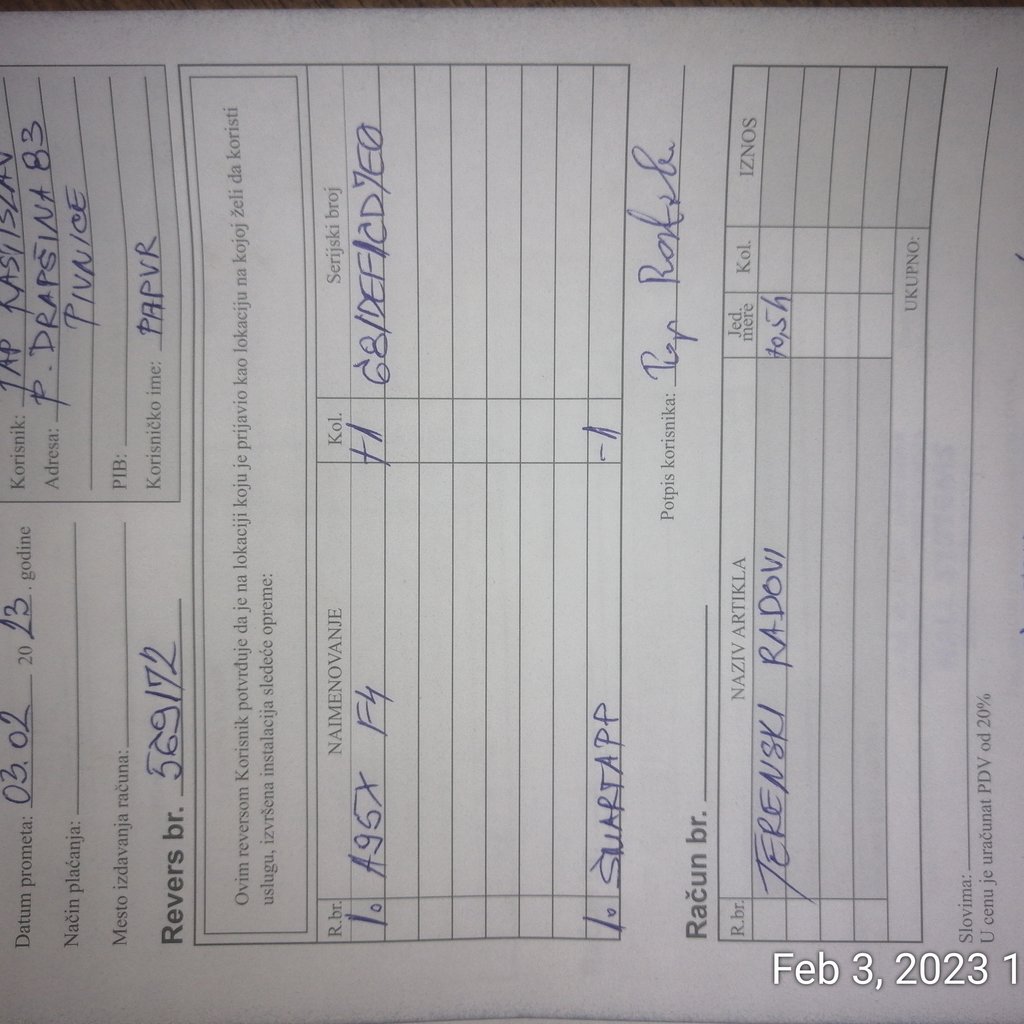 Datum prometa: 03.02 20 23. godine
Način plaćanja:
Mesto izdavanja računa:
Korisnik:
Adresa: P. DRAPŠINA 83
PIVNICE
PIB:
Korisničko ime: PAPVR
Revers br. 569172
Ovim reversom Korisnik potvrđuje da je na lokaciji koju je prijavio kao lokaciju na kojoj želi da koristi
uslugu, izvršena instalacija sledeće opreme:
R.br. NAIMENOVANJE Kol. Serijski broj
1. A95X F4 +1
1. SMARTAPP -1
Potpis korisnika:
Račun br.
R.br. NAZIV ARTIKLA Jed. mere Kol. IZNOS
TERENSKI RADOVI
UKUPNO:
Slovima:
U cenu je uračunat PDV od 20%
Feb 3, 2023 1